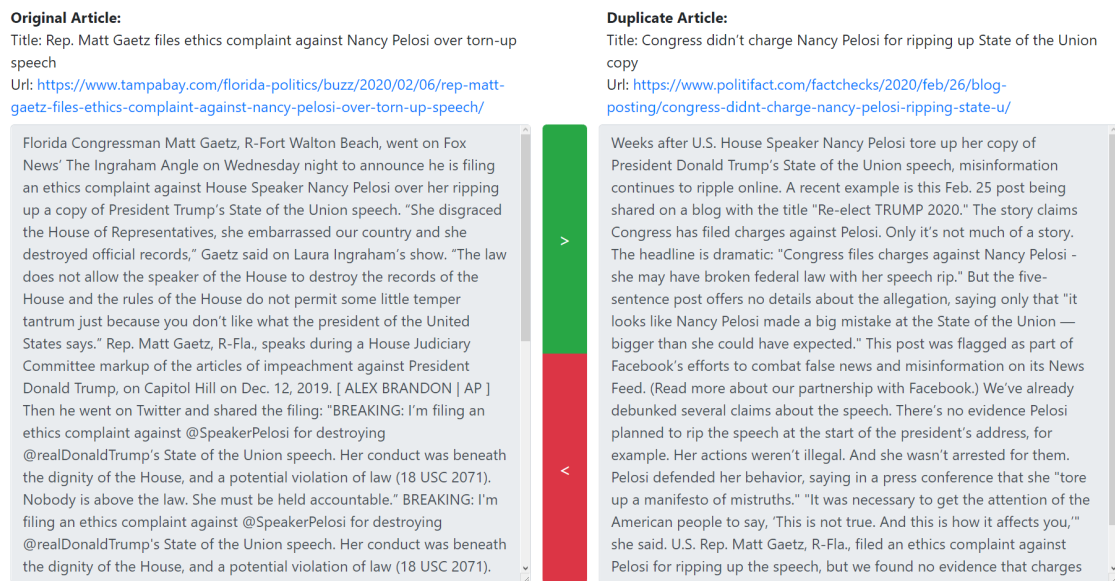 Original Article:
Title: Rep. Matt Gaetz files ethics complaint against Nancy Pelosi over torn-up
speech
Url: https://www.tampabay.com/florida-politics/buzz/2020/02/06/rep-matt-
gaetz-files-ethics-complaint-against-nancy-pelosi-over-torn-up-speech/
Florida Congressman Matt Gaetz, R-Fort Walton Beach, went on Fox
News’ The Ingraham Angle on Wednesday night to announce he is filing
an ethics complaint against House Speaker Nancy Pelosi over her ripping
up a copy of President Trump’s State of the Union speech. “She disgraced
the House of Representatives, she embarrassed our country and she
destroyed official records,” Gaetz said on Laura Ingraham’s show. “The law
does not allow the speaker of the House to destroy the records of the
House and the rules of the House do not permit some little temper
tantrum just because you don’t like what the president of the United
States says.” Rep. Matt Gaetz, R-Fla., speaks during a House Judiciary
Committee markup of the articles of impeachment against President
Donald Trump, on Capitol Hill on Dec. 12, 2019. [ ALEX BRANDON | AP ]
Then he went on Twitter and shared the filing: "BREAKING: I’m filing an
ethics complaint against @SpeakerPelosi for destroying
@realDonaldTrump’s State of the Union speech. Her conduct was beneath
the dignity of the House, and a potential violation of law (18 USC 2071).
Nobody is above the law. She must be held accountable.” BREAKING: I'm
filing an ethics complaint against @SpeakerPelosi for destroying
@realDonaldTrump's State of the Union speech. Her conduct was beneath
the dignity of the House, and a potential violation of law (18 USC 2071).
>
<
Duplicate Article:
Title: Congress didn’t charge Nancy Pelosi for ripping up State of the Union
copy
Url: https://www.politifact.com/factchecks/2020/feb/26/blog-
posting/congress-didnt-charge-nancy-pelosi-ripping-state-u/
Weeks after U.S. House Speaker Nancy Pelosi tore up her copy of
President Donald Trump’s State of the Union speech, misinformation
continues to ripple online. A recent example is this Feb. 25 post being
shared on a blog with the title "Re-elect TRUMP 2020." The story claims
Congress has filed charges against Pelosi. Only it’s not much of a story.
The headline is dramatic: "Congress files charges against Nancy Pelosi -
she may have broken federal law with her speech rip." But the five-
sentence post offers no details about the allegation, saying only that "it
looks like Nancy Pelosi made a big mistake at the State of the Union —
bigger than she could have expected." This post was flagged as part of
Facebook’s efforts to combat false news and misinformation on its News
Feed. (Read more about our partnership with Facebook.) We’ve already
debunked several claims about the speech. There’s no evidence Pelosi
planned to rip the speech at the start of the president’s address, for
example. Her actions weren’t illegal. And she wasn’t arrested for them.
Pelosi defended her behavior, saying in a press conference that she "tore
up a manifesto of mistruths." "It was necessary to get the attention of the
American people to say, ‘This is not true. And this is how it affects you,’"
she said. U.S. Rep. Matt Gaetz, R-Fla., filed an ethics complaint against
Pelosi for ripping up the speech, but we found no evidence that charges